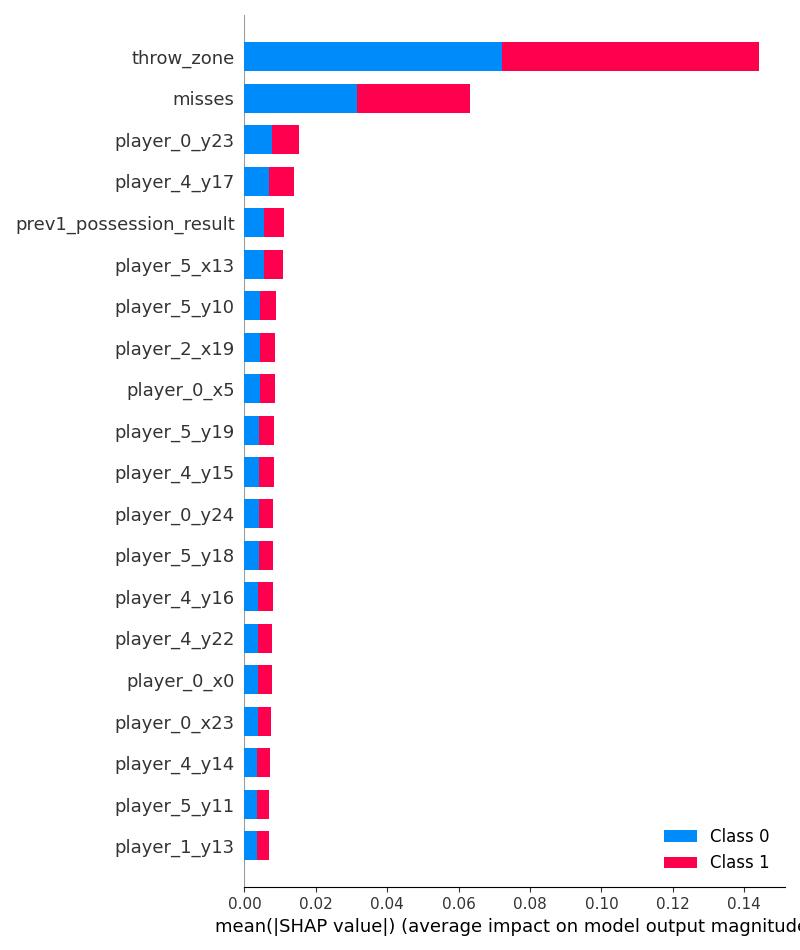 throw_zone
misses
player_0_y23
player_4_y17
prev1_possession_result
player_5_x13
player_5_y10
player_2_x19
player_0_x5
player_5_y19
player_4_y15
player_0_y24
player_5_y18
player_4_y16
player_4_y22
player_0_x0
player_0_x23
player_4_y14
player_5_y11
player_1_y13
Class 0
Class 1
0.00 0.02 0.04 0.06 0.08 0.10 0.12 0.14
mean(|SHAP value|) (average impact on model output magnitude